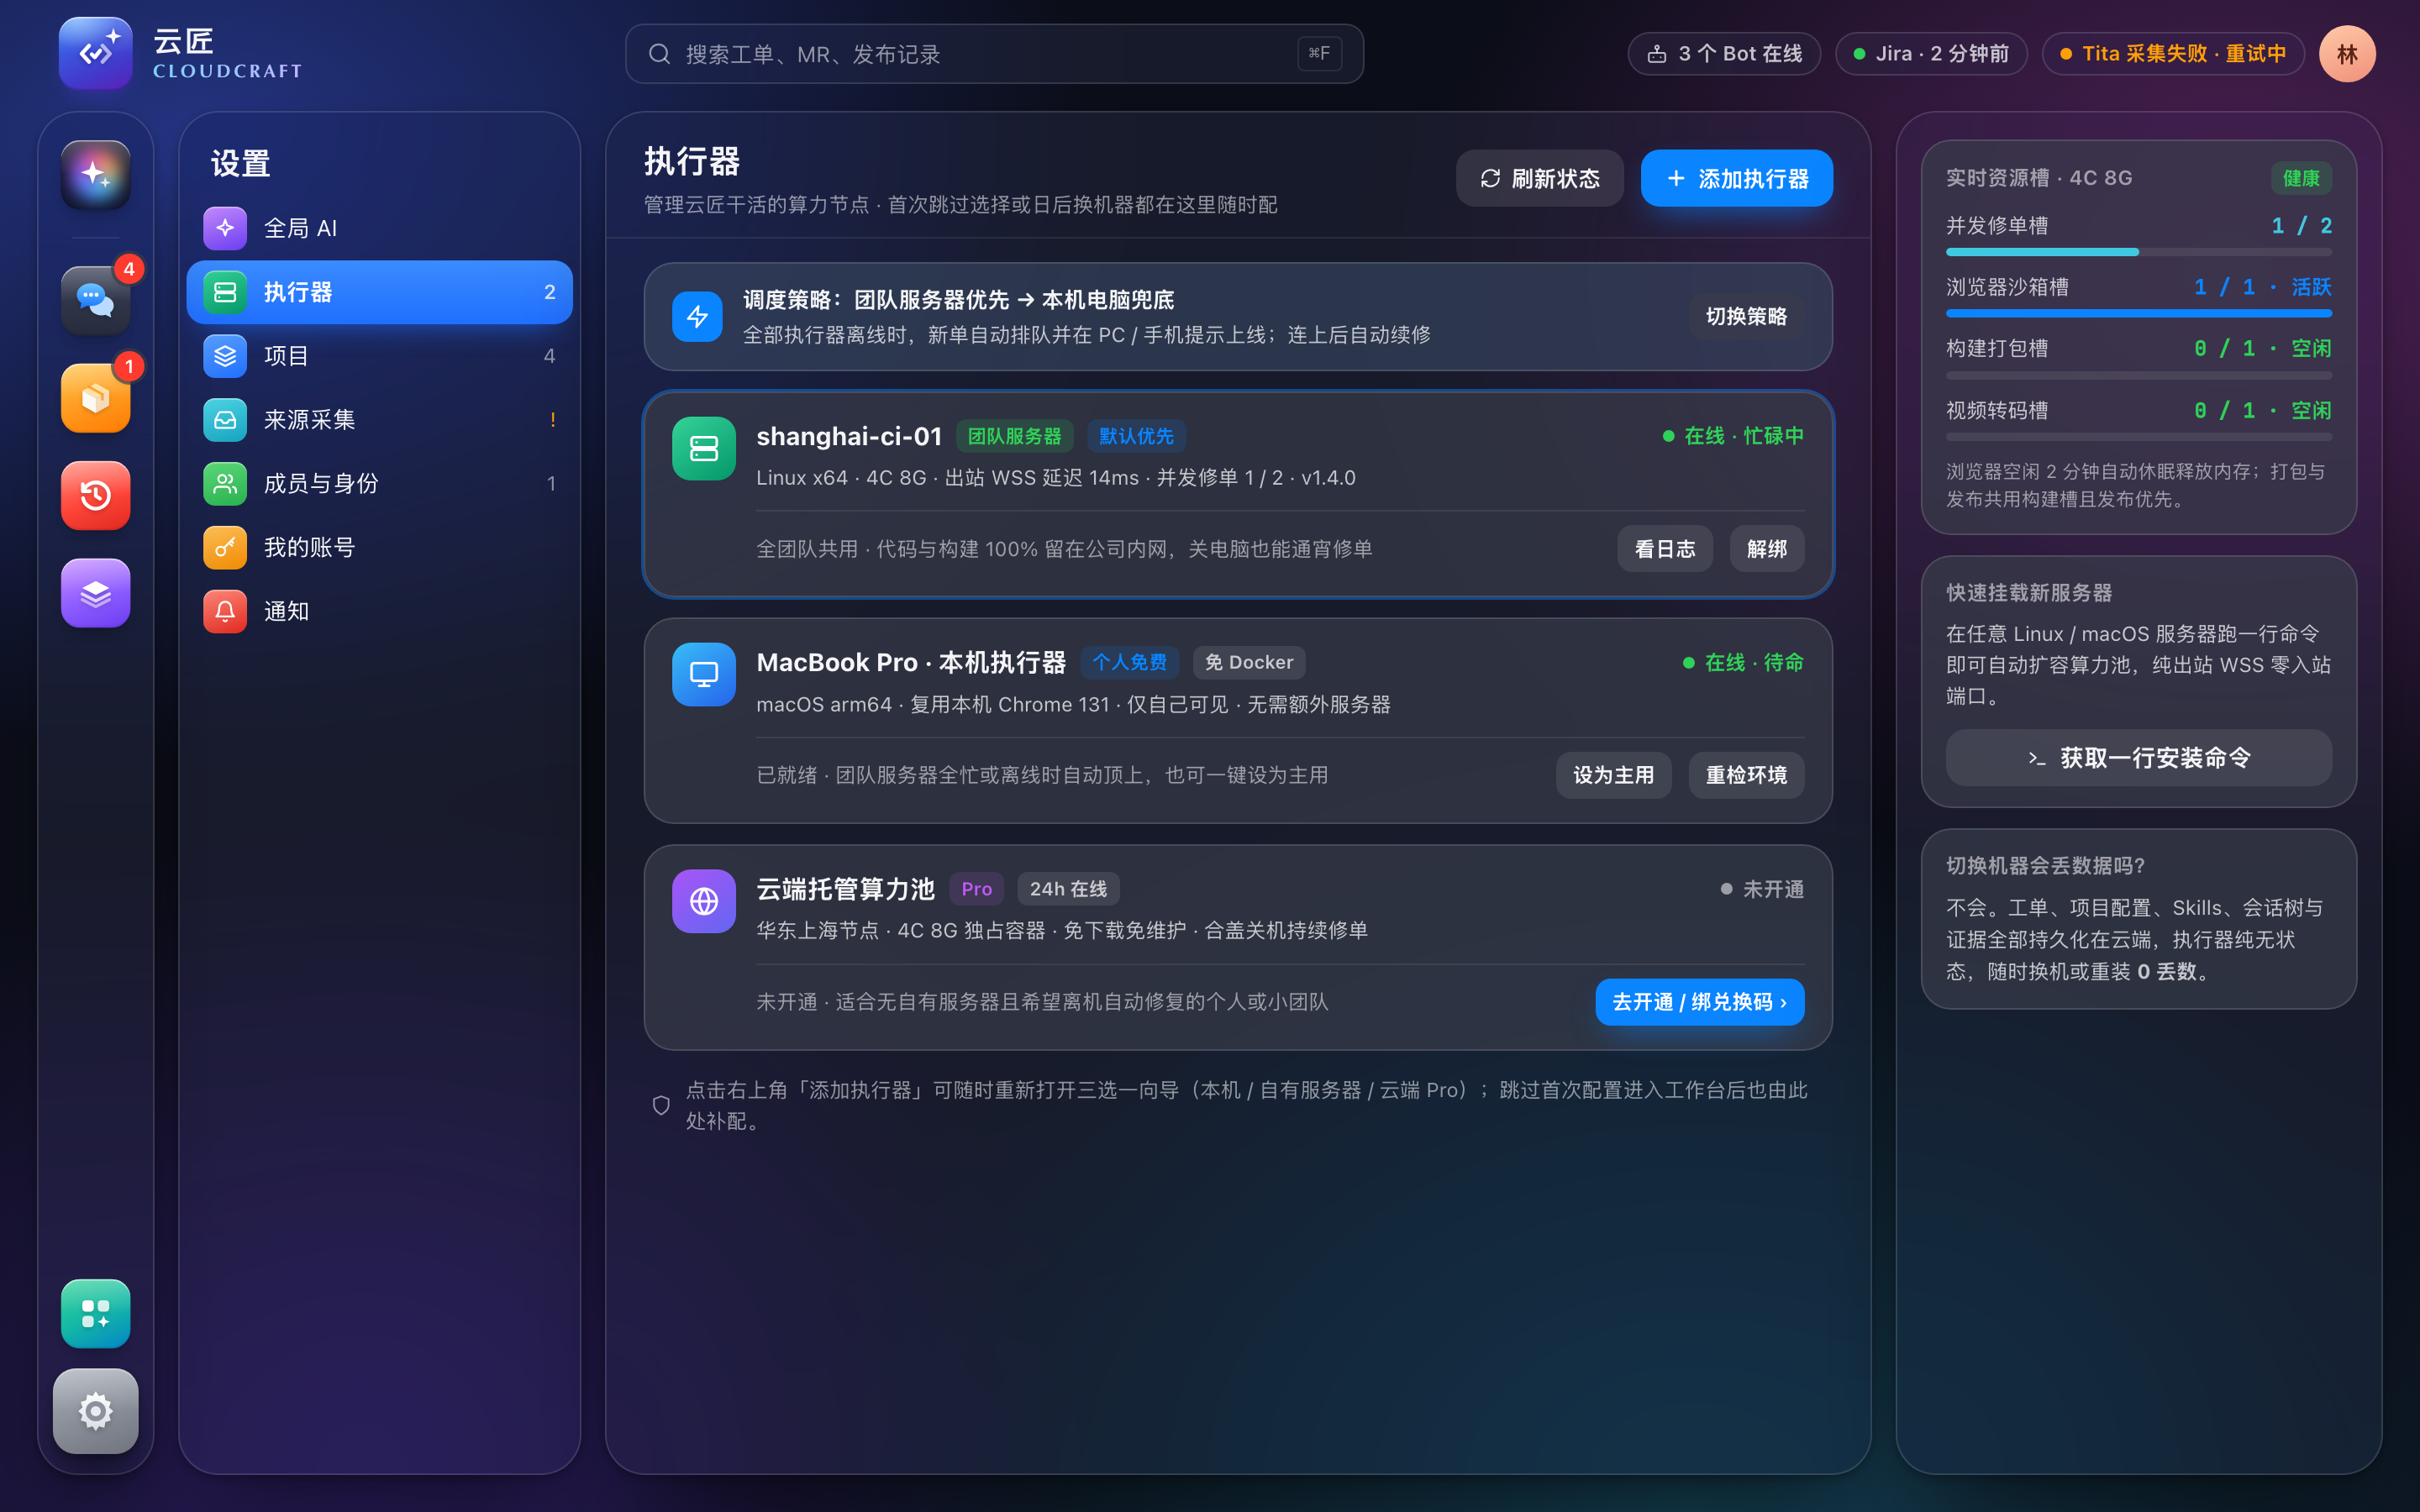 云匠
CLOUDCRAFT
搜索工单、MR、发布记录
⌘F
3 个 Bot 在线
Jira · 2 分钟前
Tita 采集失败 · 重试中
林
4
1
设置
全局 AI
执行器
2
项目
4
来源采集
!
成员与身份
1
我的账号
通知
执行器
管理云匠干活的算力节点 · 首次跳过选择或日后换机器都在这里随时配
刷新状态
添加执行器
调度策略：团队服务器优先 → 本机电脑兜底
全部执行器离线时，新单自动排队并在 PC / 手机提示上线；连上后自动续修
切换策略
shanghai-ci-01
团队服务器
默认优先
在线 · 忙碌中
Linux x64 · 4C 8G · 出站 WSS 延迟 14ms · 并发修单 1 / 2 · v1.4.0
全团队共用 · 代码与构建 100% 留在公司内网，关电脑也能通宵修单
看日志
解绑
MacBook Pro · 本机执行器
个人免费
免 Docker
在线 · 待命
macOS arm64 · 复用本机 Chrome 131 · 仅自己可见 · 无需额外服务器
已就绪 · 团队服务器全忙或离线时自动顶上，也可一键设为主用
设为主用
重检环境
云端托管算力池
Pro
24h 在线
未开通
华东上海节点 · 4C 8G 独占容器 · 免下载免维护 · 合盖关机持续修单
未开通 · 适合无自有服务器且希望离机自动修复的个人或小团队
去开通 / 绑兑换码 ›
点击右上角「添加执行器」可随时重新打开三选一向导（本机 / 自有服务器 / 云端 Pro）；跳过首次配置进入工作台后也由此
处补配。
实时资源槽 · 4C 8G
健康
并发修单槽
1 / 2
浏览器沙箱槽
1 / 1 · 活跃
构建打包槽
0 / 1 · 空闲
视频转码槽
0 / 1 · 空闲
浏览器空闲 2 分钟自动休眠释放内存；打包与
发布共用构建槽且发布优先。
快速挂载新服务器
在任意 Linux / macOS 服务器跑一行命令
即可自动扩容算力池，纯出站 WSS 零入站
端口。
获取一行安装命令
切换机器会丢数据吗?
不会。工单、项目配置、Skills、会话树与
证据全部持久化在云端，执行器纯无状
态，随时换机或重装 0 丢数。